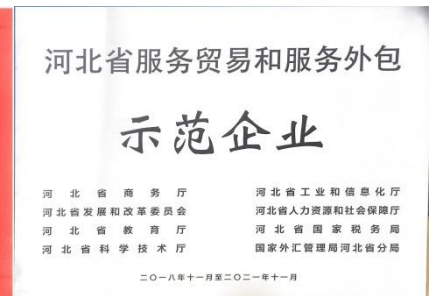 河北省服务贸易和服务外包
示范企业
河北省商务厅 河北省工业和信息化厅
河北省发展和改革委员会 河北省人力资源和社会保障厅
河北省教育厅 河北省国家税务局
河北省科学技术厅 国家外汇管理局河北省分局
二〇一八年十一月至二〇二一年十一月